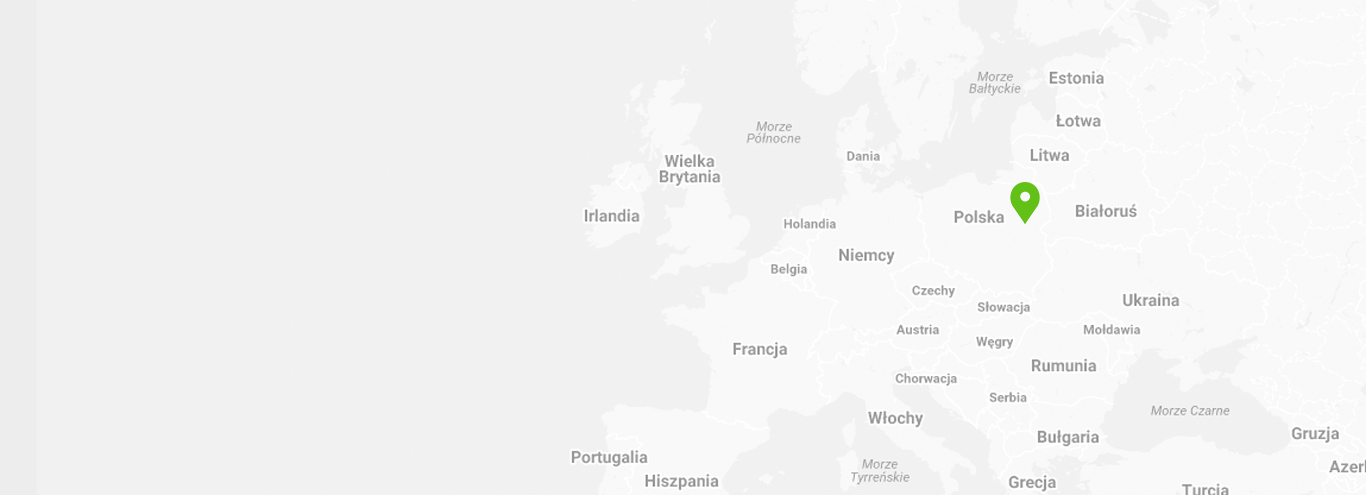 Morze
Bałtyckie
Estonia
Łotwa
Morze
Północne
Litwa
Dania
Wielka
Brytania
Irlandia
Holandia
Polska
Białoruś
Niemcy
Belgia
Czechy
Słowacja
Ukraina
Austria
Mołdawia
Węgry
Francja
Rumunia
Chorwacja
Serbia
Morze Czarne
Włochy
Bułgaria
Gruzja
Portugalia
Morze
Tyrreńskie
Azerl
Hiszpania
Grecja
Turcja